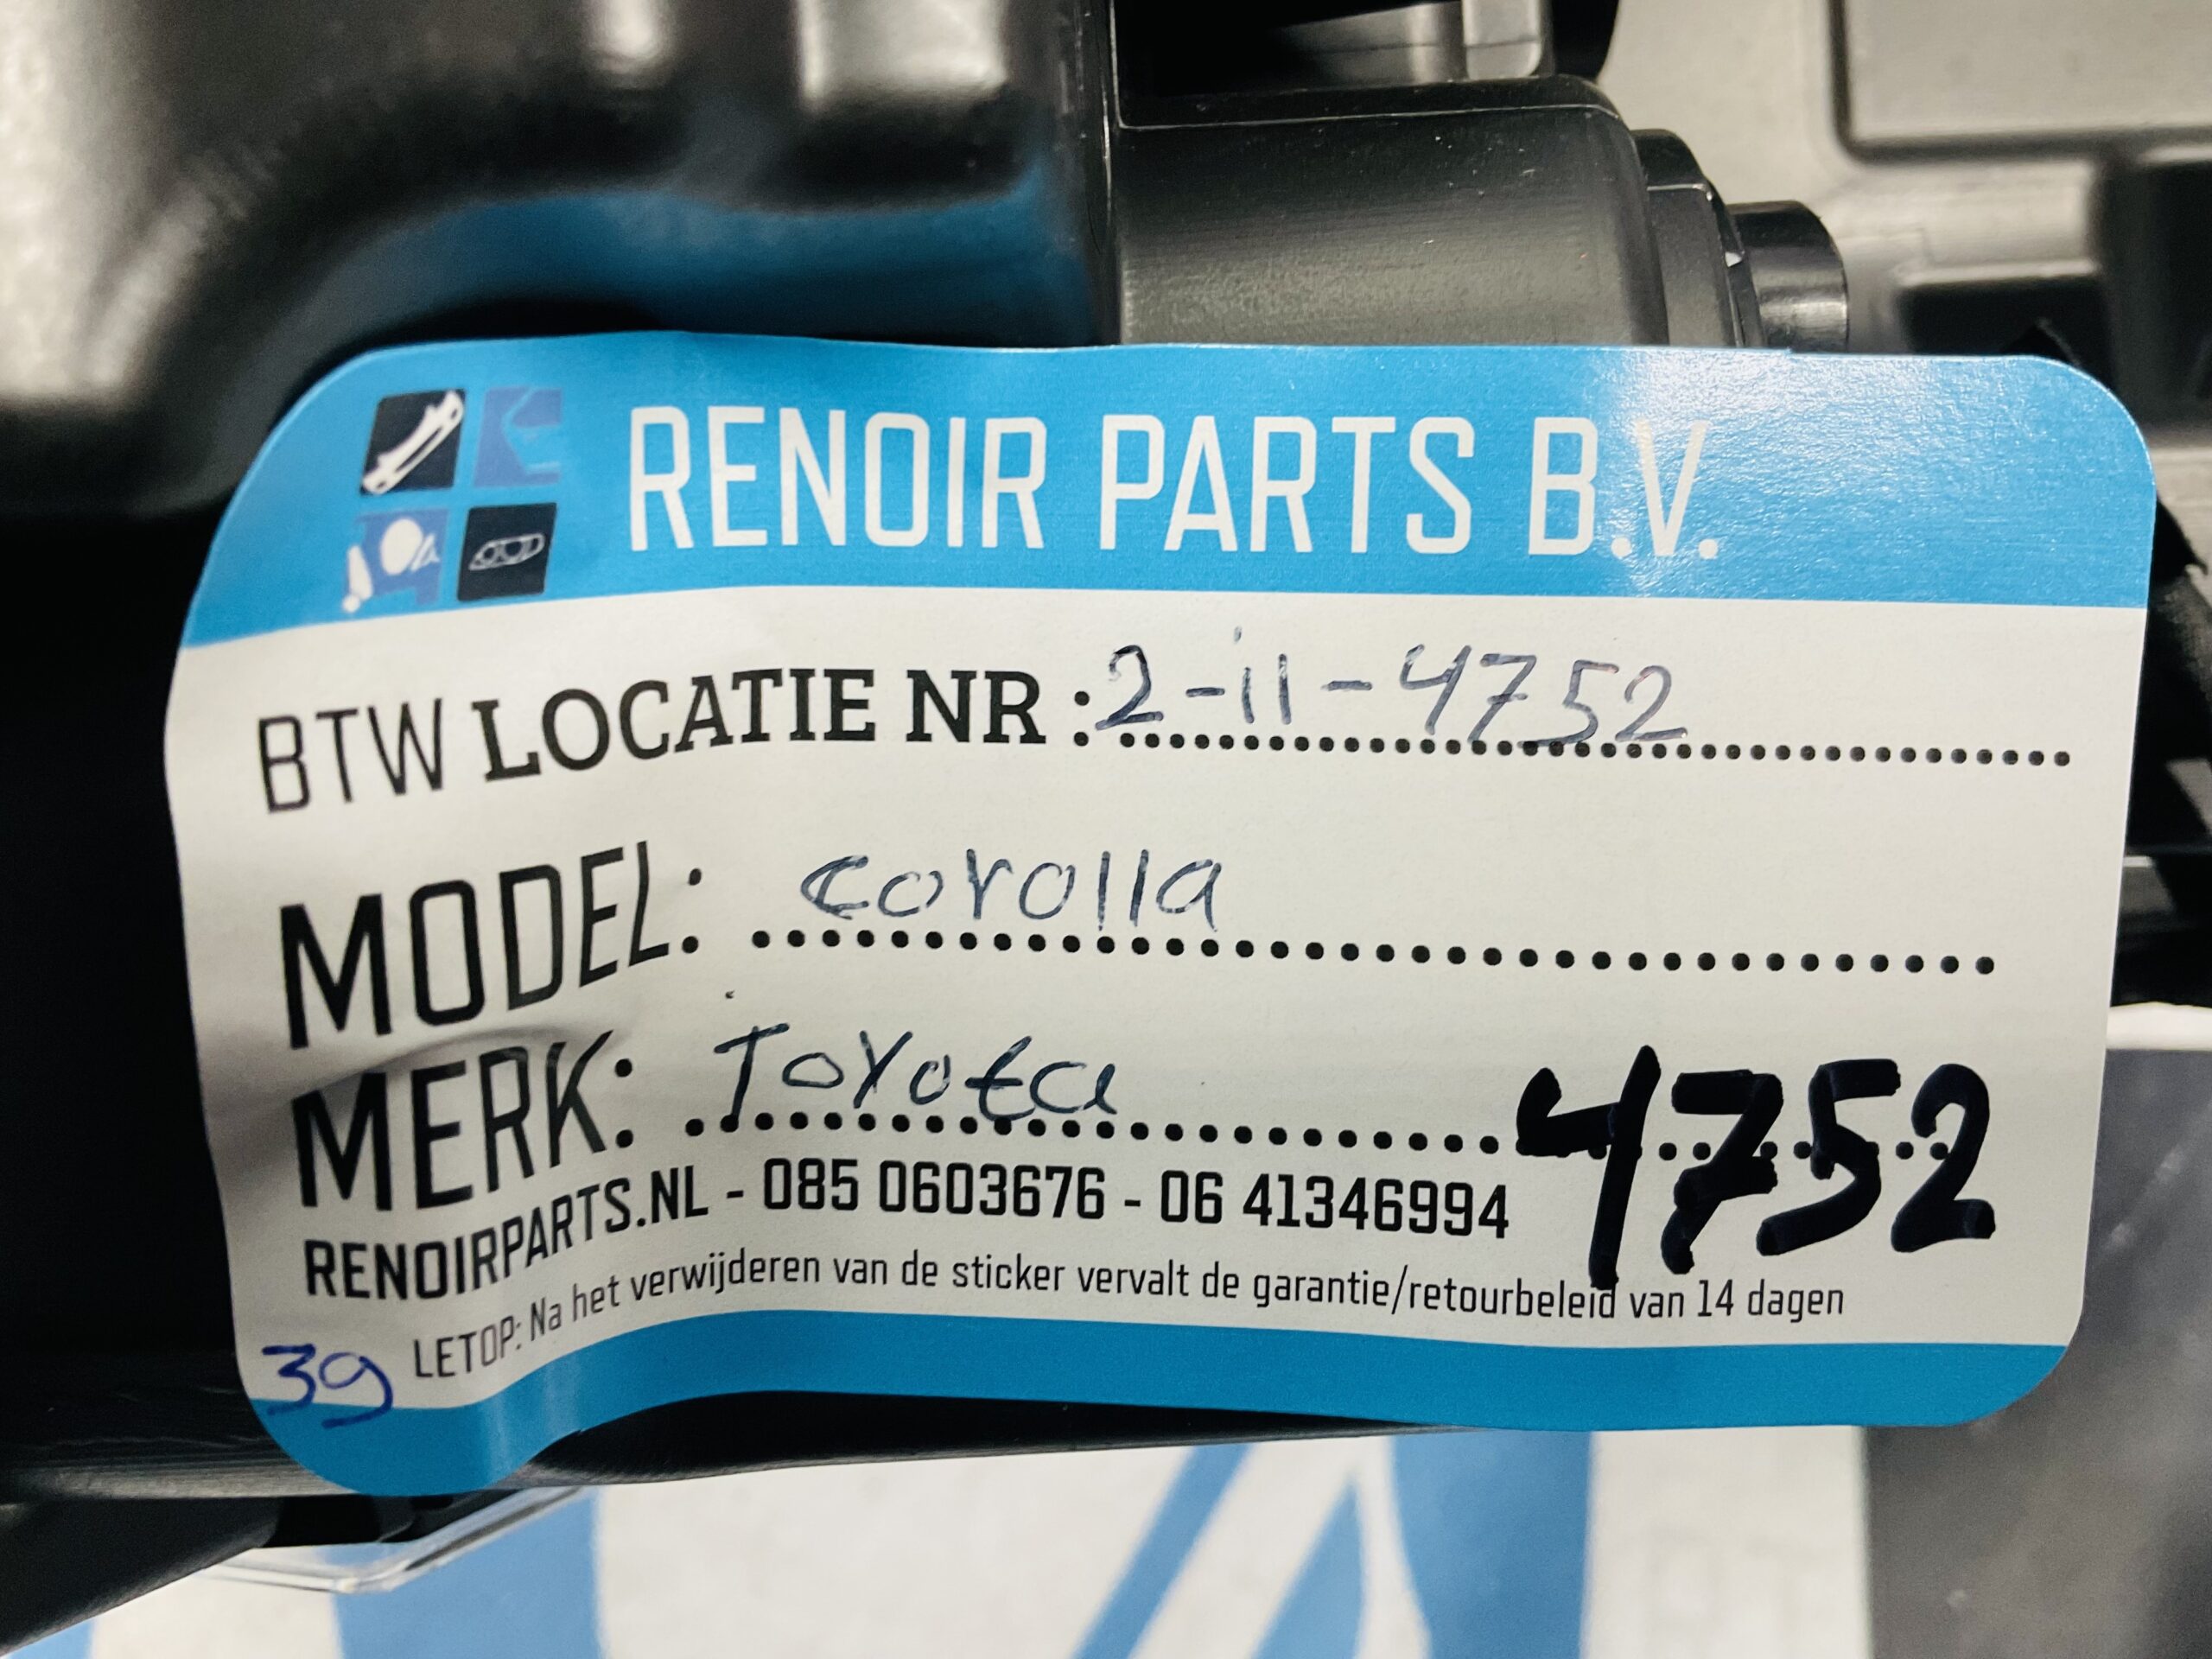 RENOIR PARTS B.V.
BTW LOCATIE NR : 2-11-4752
MODEL: corolla
MERK: Toyota
4752
RENOIRPARTS.NL - 085 0603676 - 06 41346994
LETOP: Na het verwijderen van de sticker vervalt de garantie/retourbeleid van 14 dagen
39